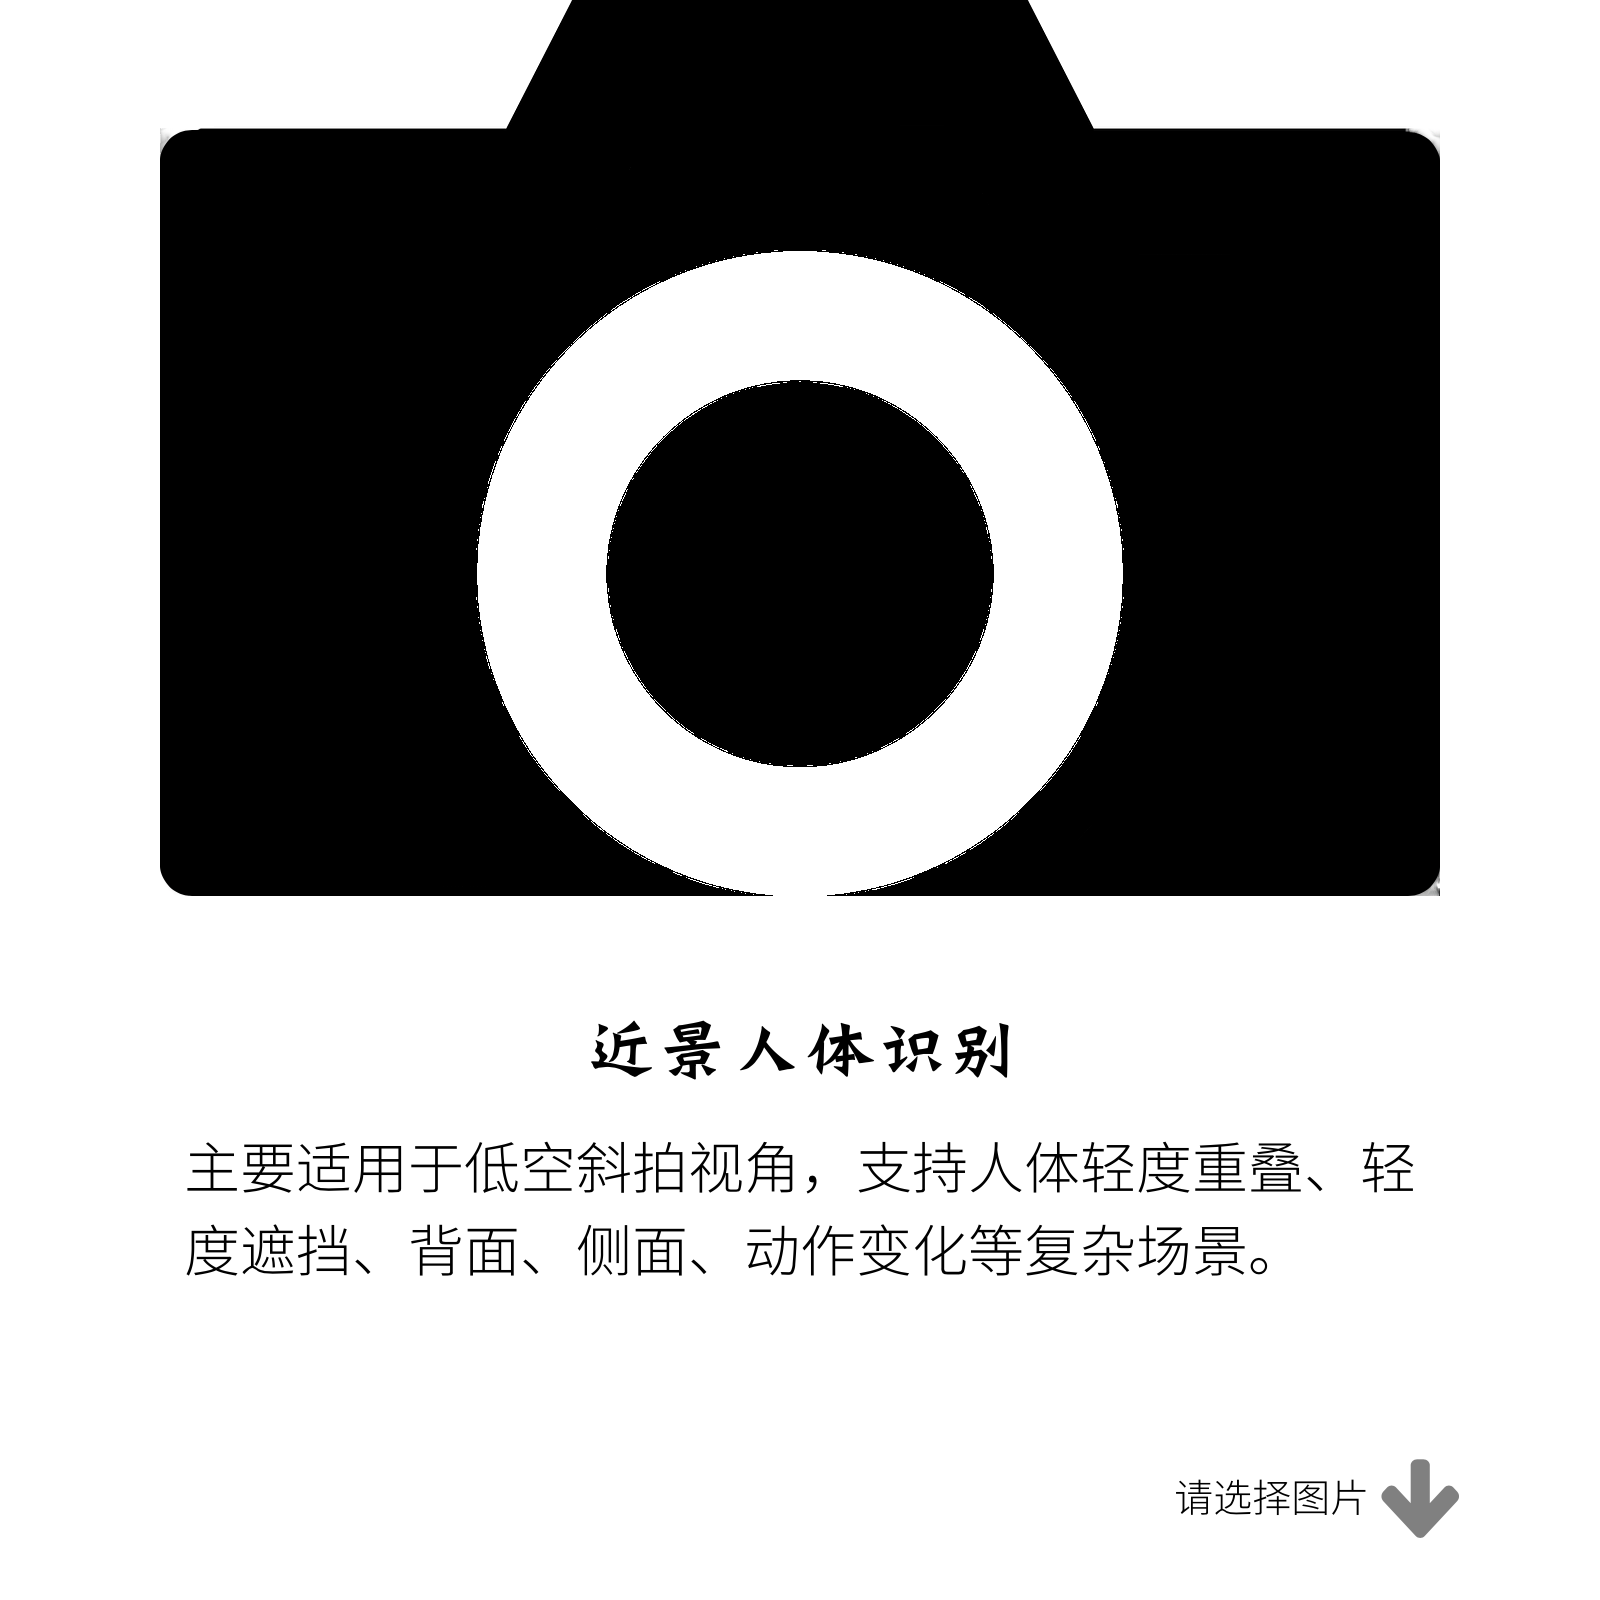 近景人体识别
主要适用于低空斜拍视角，支持人体轻度重叠、轻
度遮挡、背面、侧面、动作变化等复杂场景。
请选择图片